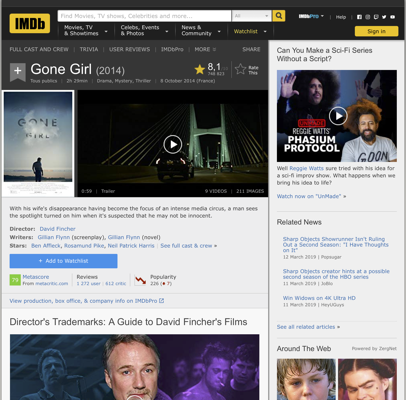 IMDb
Find Movies, TV shows, Celebrities and more...
All
IMDbPro
Help
Movies, TV & Showtimes
Celebs, Events & Photos
News & Community
Watchlist
Sign in
FULL CAST AND CREW | TRIVIA | USER REVIEWS | IMDbPro | MORE
SHARE
Gone Girl (2014)
8,1
Rate This
Tous publics | 2h 29min | Drama, Mystery, Thriller | 8 October 2014 (France)
GONE GIRL
0:59 | Trailer
9 VIDEOS | 211 IMAGES
With his wife's disappearance having become the focus of an intense media circus, a man sees
the spotlight turned on him when it's suspected that he may not be innocent.
Director: David Fincher
Writers: Gillian Flynn (screenplay), Gillian Flynn (novel)
Stars: Ben Affleck, Rosamund Pike, Neil Patrick Harris | See full cast & crew »
+ Add to Watchlist
79
Metascore
From metacritic.com
Reviews
1 272 user | 613 critic
Popularity
226
View production, box office, & company info on IMDbPro
Director's Trademarks: A Guide to David Fincher's Films
Can You Make a Sci-Fi Series
Without a Script?
REGGIE WATTS'
PHASIUM
PROTOCOL
Well Reggie Watts sure tried with his idea for
a sci-fi improv show. What happens when we
bring his idea to life?
Watch now on "UnMade" »
Related News
Sharp Objects Showrunner Isn't Ruling
Out a Second Season: "I Have Thoughts
on It"
12 March 2019 | Popsugar
Sharp Objects creator hints at a possible
second season of the HBO series
11 March 2019 | JoBlo
Win Widows on 4K Ultra HD
11 March 2019 | HeyUGuys
See all related articles »
Around The Web
Powered by ZergNet